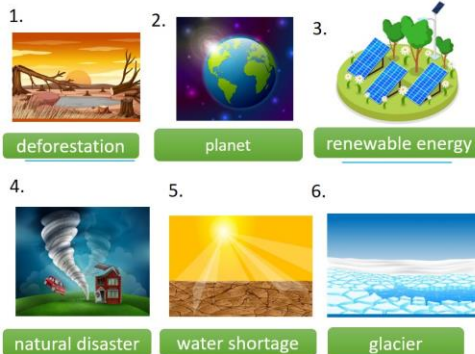 1.
2.
3.
deforestation
planet
renewable energy
4.
5.
6.
natural disaster
water shortage
glacier